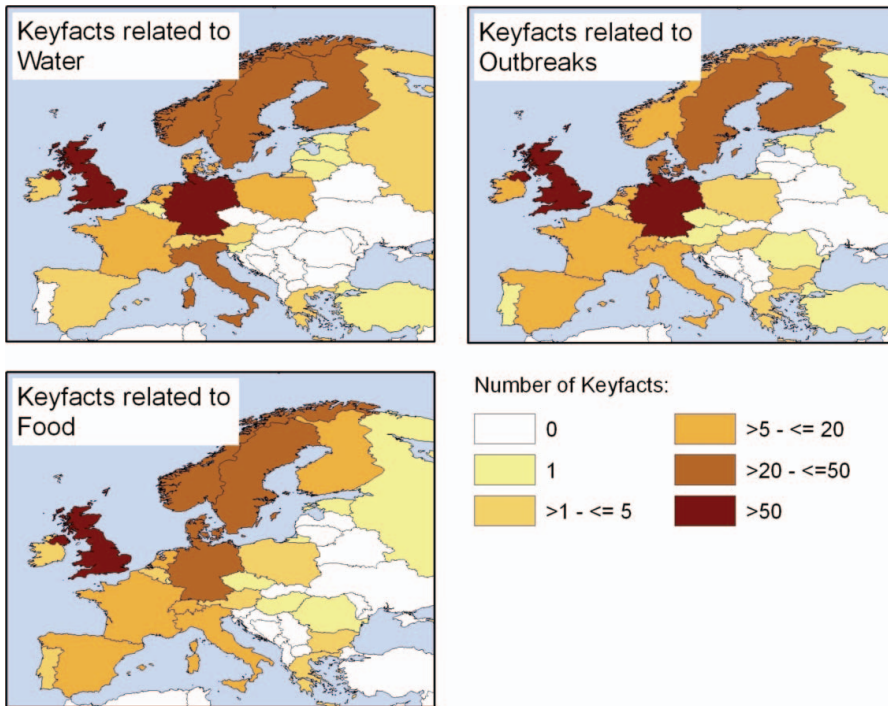 Keyfacts related to
Water
Keyfacts related to
Outbreaks
Keyfacts related to
Food
Number of Keyfacts:
0
>5 - <= 20
1
>20 - <=50
>1 - <= 5
>50